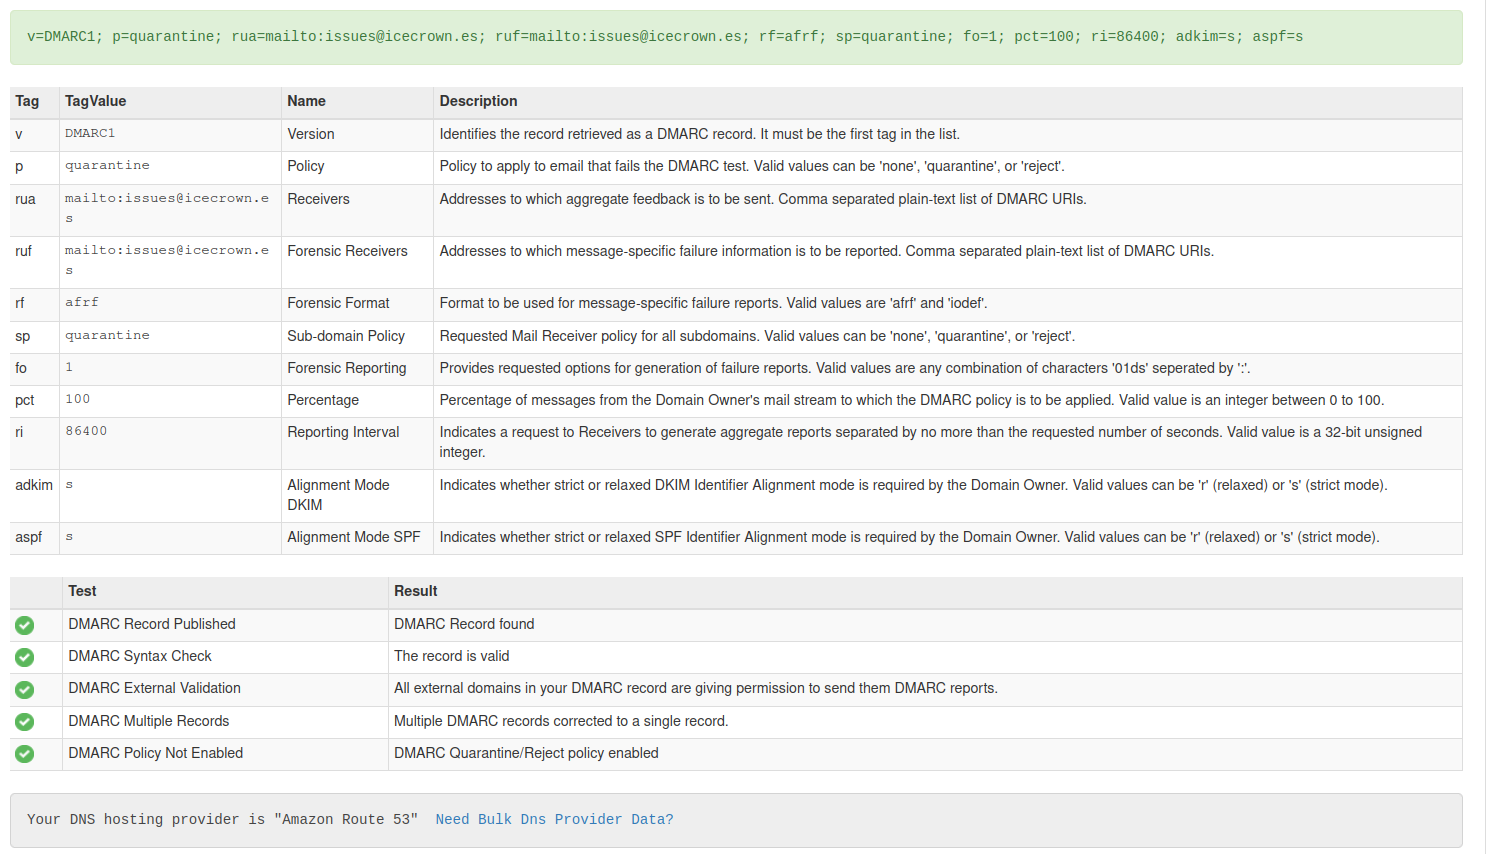 v=DMARC1; p=quarantine; rua=mailto:issues@icecrown.es; ruf=mailto:issues@icecrown.es; rf=afrf; sp=quarantine; fo=1; pct=100; ri=86400; adkim=s; aspf=s
Tag TagValue Name Description
v DMARC1 Version Identifies the record retrieved as a DMARC record. It must be the first tag in the list.
p quarantine Policy Policy to apply to email that fails the DMARC test. Valid values can be 'none', 'quarantine', or 'reject'.
rua mailto:issues@icecrown.e Receivers Addresses to which aggregate feedback is to be sent. Comma separated plain-text list of DMARC URIs.
s
ruf mailto:issues@icecrown.e Forensic Receivers Addresses to which message-specific failure information is to be reported. Comma separated plain-text list of DMARC URIs.
s
rf afrf Forensic Format Format to be used for message-specific failure reports. Valid values are 'afrf' and 'iodef'.
sp quarantine Sub-domain Policy Requested Mail Receiver policy for all subdomains. Valid values can be 'none', 'quarantine', or 'reject'.
fo 1 Forensic Reporting Provides requested options for generation of failure reports. Valid values are any combination of characters '01ds' seperated by ':'.
pct 100 Percentage Percentage of messages from the Domain Owner's mail stream to which the DMARC policy is to be applied. Valid value is an integer between 0 to 100.
ri 86400 Reporting Interval Indicates a request to Receivers to generate aggregate reports separated by no more than the requested number of seconds. Valid value is a 32-bit unsigned
integer.
adkim s Alignment Mode Indicates whether strict or relaxed DKIM Identifier Alignment mode is required by the Domain Owner. Valid values can be 'r' (relaxed) or 's' (strict mode).
DKIM
aspf s Alignment Mode SPF Indicates whether strict or relaxed SPF Identifier Alignment mode is required by the Domain Owner. Valid values can be 'r' (relaxed) or 's' (strict mode).
Test Result
DMARC Record Published DMARC Record found
DMARC Syntax Check The record is valid
DMARC External Validation All external domains in your DMARC record are giving permission to send them DMARC reports.
DMARC Multiple Records Multiple DMARC records corrected to a single record.
DMARC Policy Not Enabled DMARC Quarantine/Reject policy enabled
Your DNS hosting provider is "Amazon Route 53" Need Bulk Dns Provider Data?